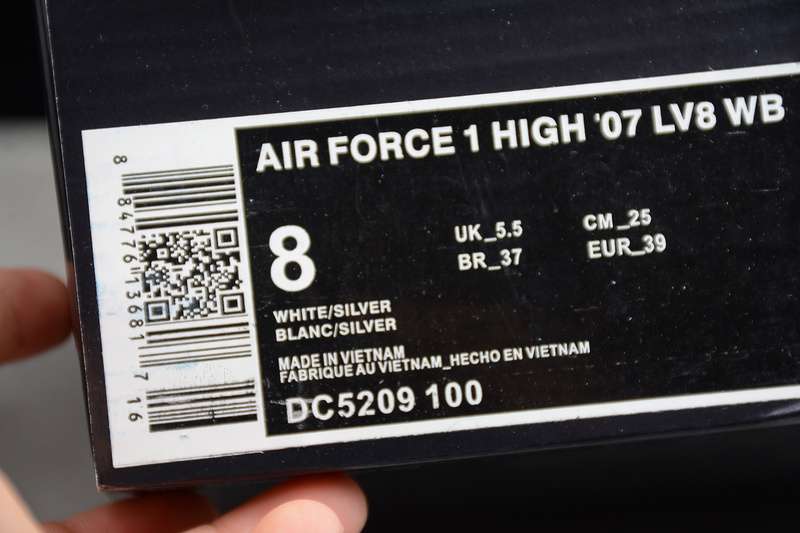 AIR FORCE 1 HIGH '07 LV8 WB
8
UK_5.5
CM_25
BR_37
EUR_39
WHITE/SILVER
BLANC/SILVER
MADE IN VIETNAM
FABRIQUE AU VIETNAM_HECHO EN VIETNAM
DC5209 100
8 84776 13681 7 16